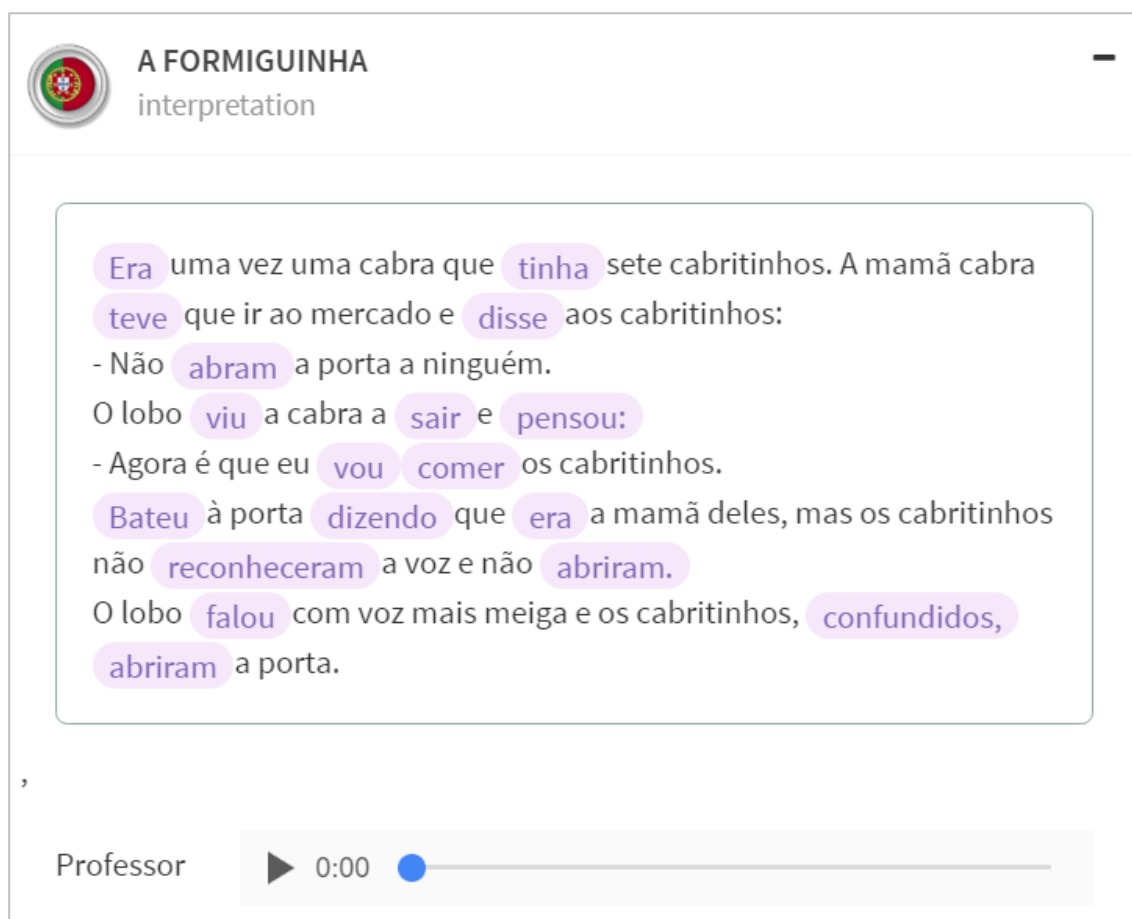 A FORMIGUINHA
interpretation
Era uma vez uma cabra que tinha sete cabritinhos. A mamã cabra
teve que ir ao mercado e disse aos cabritinhos:
- Não abram a porta a ninguém.
O lobo viu a cabra a sair e pensou:
- Agora é que eu vou comer os cabritinhos.
Bateu à porta dizendo que era a mamã deles, mas os cabritinhos
não reconheceram a voz e não abriram.
O lobo falou com voz mais meiga e os cabritinhos, confundidos,
abriram a porta.
,
Professor 0:00